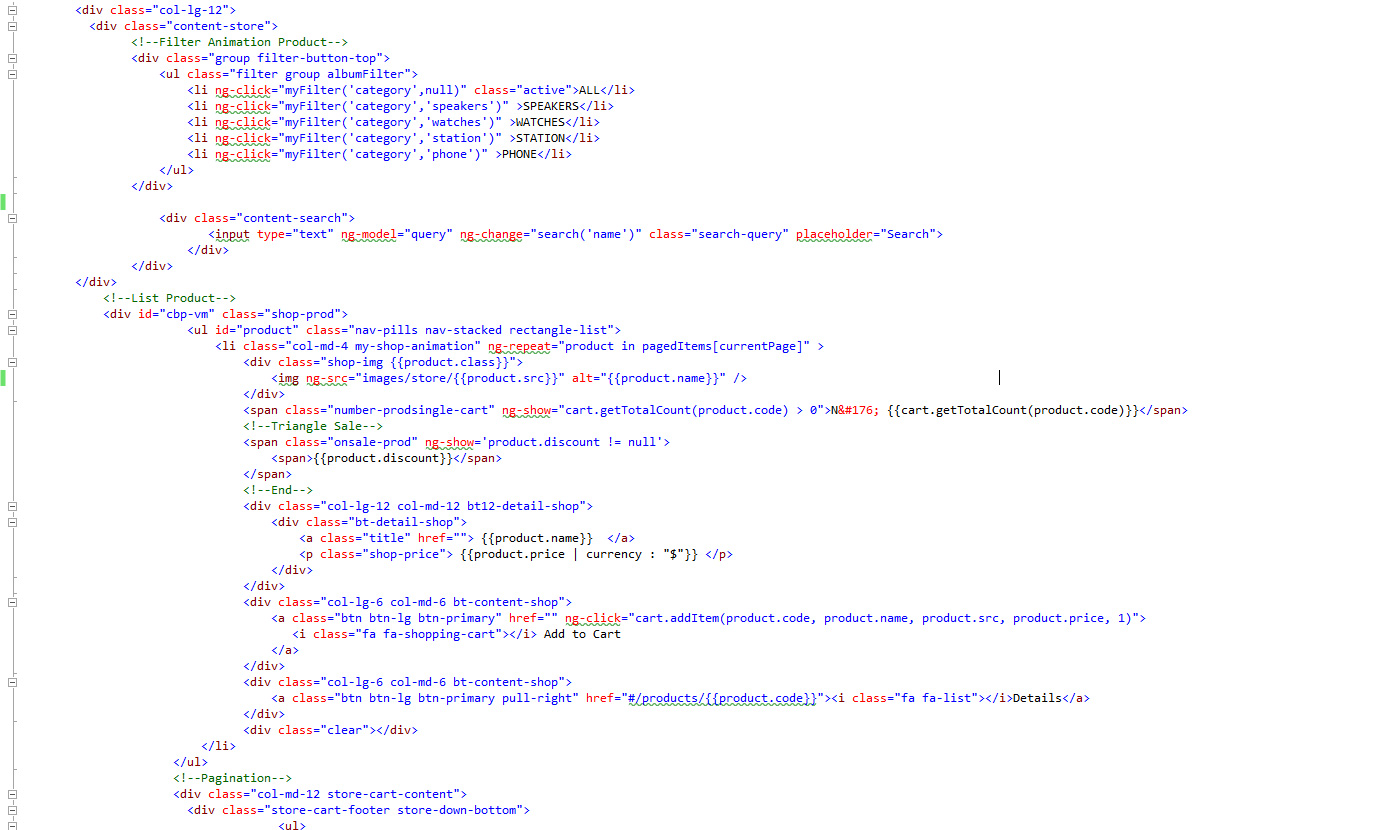 <div class="col-lg-12">
<div class="content-store">
<!--Filter Animation Product-->
<div class="group filter-button-top">
<ul class="filter group albumFilter">
<li ng-click="myFilter('category',null)" class="active">ALL</li>
<li ng-click="myFilter('category','speakers')" >SPEAKERS</li>
<li ng-click="myFilter('category','watches')" >WATCHES</li>
<li ng-click="myFilter('category','station')" >STATION</li>
<li ng-click="myFilter('category','phone')" >PHONE</li>
</ul>
</div>
<div class="content-search">
<input type="text" ng-model="query" ng-change="search('name')" class="search-query" placeholder="Search">
</div>
</div>
</div>
<!--List Product-->
<div id="cbp-vm" class="shop-prod">
<ul id="product" class="nav-pills nav-stacked rectangle-list">
<li class="col-md-4 my-shop-animation" ng-repeat="product in pagedItems[currentPage]" >
<div class="shop-img {{product.class}}">
<img ng-src="images/store/{{product.src}}" alt="{{product.name}}" />
</div>
<span class="number-prodsingle-cart" ng-show="cart.getTotalCount(product.code) > 0">N&#176; {{cart.getTotalCount(product.code)}}</span>
<!--Triangle Sale-->
<span class="onsale-prod" ng-show='product.discount != null'>
<span>{{product.discount}}</span>
</span>
<!--End-->
<div class="col-lg-12 col-md-12 bt12-detail-shop">
<div class="bt-detail-shop">
<a class="title" href=""> {{product.name}}  </a>
<p class="shop-price"> {{product.price | currency : "$"}} </p>
</div>
</div>
<div class="col-lg-6 col-md-6 bt-content-shop">
<a class="btn btn-lg btn-primary" href="" ng-click="cart.addItem(product.code, product.name, product.src, product.price, 1)">
<i class="fa fa-shopping-cart"></i> Add to Cart
</a>
</div>
<div class="col-lg-6 col-md-6 bt-content-shop">
<a class="btn btn-lg btn-primary pull-right" href="#/products/{{product.code}}"><i class="fa fa-list"></i>Details</a>
</div>
<div class="clear"></div>
</li>
</ul>
<!--Pagination-->
<div class="col-md-12 store-cart-content">
<div class="store-cart-footer store-down-bottom">
<ul>